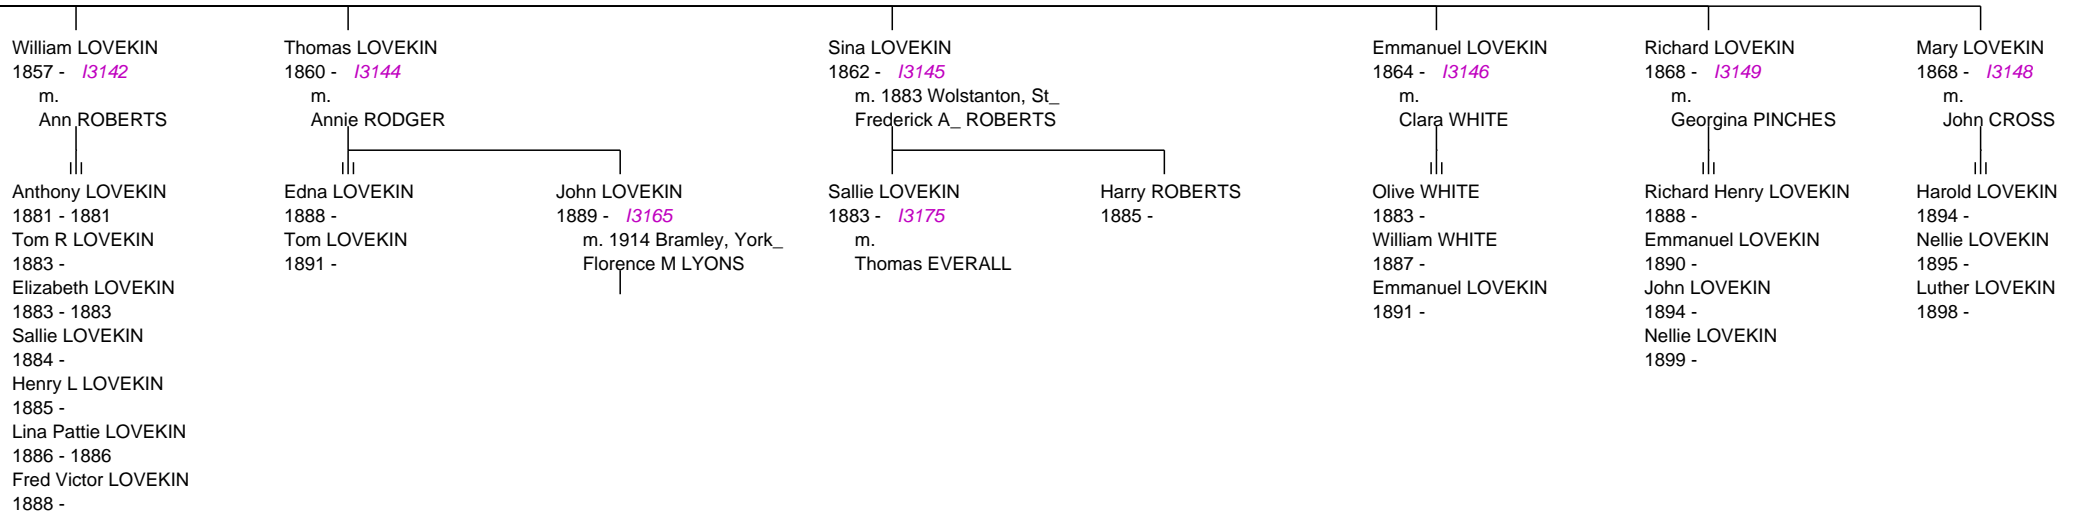 William LOVEKIN
1857 - I3142
m.
Ann ROBERTS
Anthony LOVEKIN
1881 - 1881
Tom R LOVEKIN
1883 -
Elizabeth LOVEKIN
1883 - 1883
Sallie LOVEKIN
1884 -
Henry L LOVEKIN
1885 -
Lina Pattie LOVEKIN
1886 - 1886
Fred Victor LOVEKIN
1888 -
Thomas LOVEKIN
1860 - I3144
m.
Annie RODGER
Edna LOVEKIN
1888 -
Tom LOVEKIN
1891 -
John LOVEKIN
1889 - I3165
m. 1914 Bramley, York_
Florence M LYONS
Sina LOVEKIN
1862 - I3145
m. 1883 Wolstanton, St_
Frederick A_ ROBERTS
Sallie LOVEKIN
1883 - I3175
m.
Thomas EVERALL
Harry ROBERTS
1885 -
Emmanuel LOVEKIN
1864 - I3146
m.
Clara WHITE
Olive WHITE
1883 -
William WHITE
1887 -
Emmanuel LOVEKIN
1891 -
Richard LOVEKIN
1868 - I3149
m.
Georgina PINCHES
Richard Henry LOVEKIN
1888 -
Emmanuel LOVEKIN
1890 -
John LOVEKIN
1894 -
Nellie LOVEKIN
1899 -
Mary LOVEKIN
1868 - I3148
m.
John CROSS
Harold LOVEKIN
1894 -
Nellie LOVEKIN
1895 -
Luther LOVEKIN
1898 -